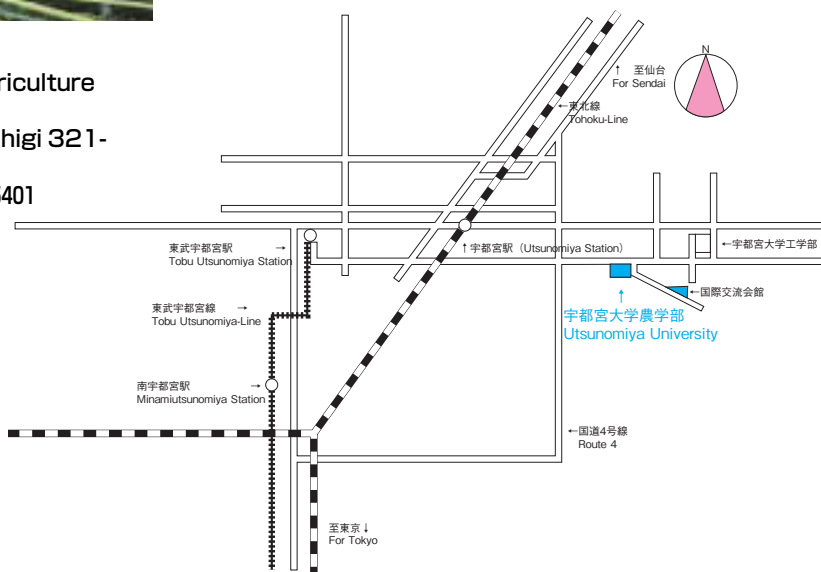 riculture
higi 321-
5401
N
↑ 至仙台
For Sendai
←東北線
Tohoku-Line
東武宇都宮駅 →
Tobu Utsunomiya Station
↑宇都宮駅（Utsunomiya Station）
←宇都宮大学工学部
←国際交流会館
↑
宇都宮大学農学部
Utsunomiya University
東武宇都宮線 →
Tobu Utsunomiya-Line
南宇都宮駅 →
Minamiutsunomiya Station
←国道4号線
Route 4
至東京↓
For Tokyo